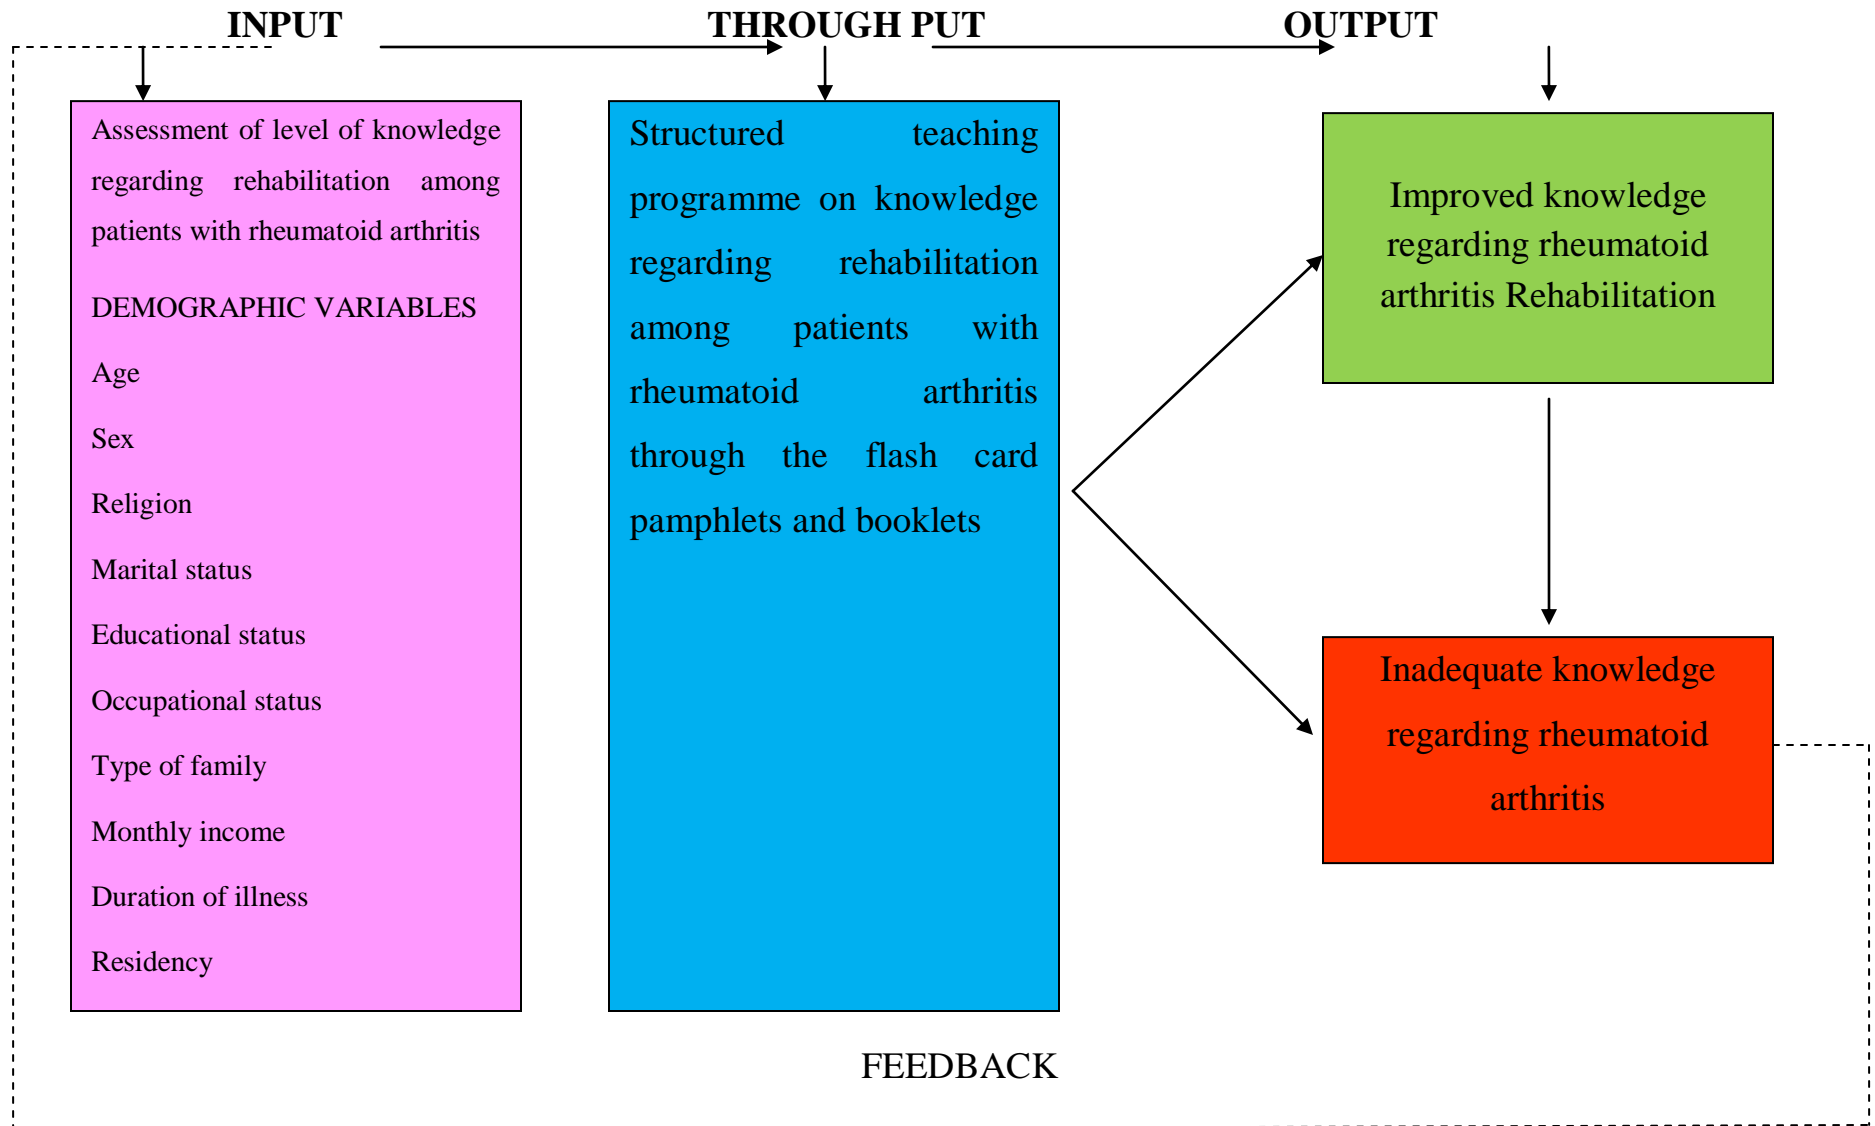 INPUT
THROUGH PUT
OUTPUT
Assessment of level of knowledge
regarding rehabilitation among
patients with rheumatoid arthritis
DEMOGRAPHIC VARIABLES
Age
Sex
Religion
Marital status
Educational status
Occupational status
Type of family
Monthly income
Duration of illness
Residency
Structured teaching
programme on knowledge
regarding rehabilitation
among patients with
rheumatoid arthritis
through the flash card
pamphlets and booklets
Improved knowledge
regarding rheumatoid
arthritis Rehabilitation
Inadequate knowledge
regarding rheumatoid
arthritis
FEEDBACK